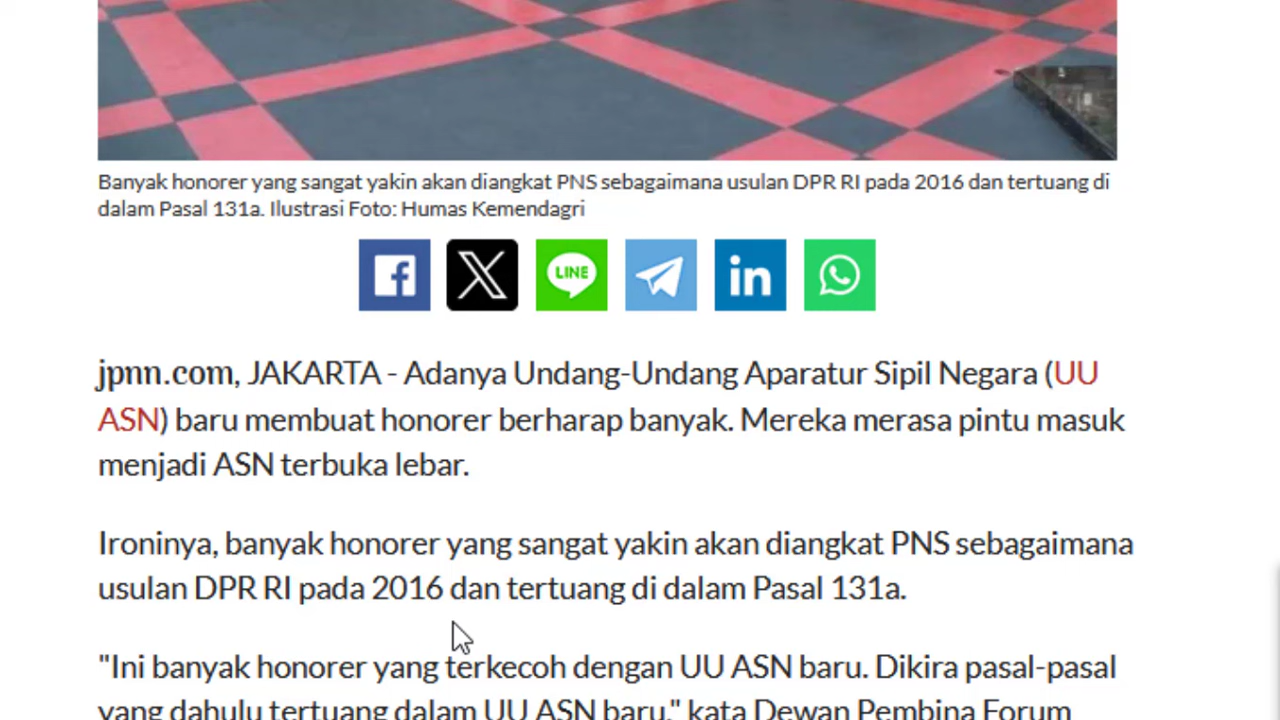 Banyak honorer yang sangat yakin akan diangkat PNS sebagaimana usulan DPR RI pada 2016 dan tertuang di
dalam Pasal 131a. Ilustrasi Foto: Humas Kemendagri
LINE
jpnn.com, JAKARTA - Adanya Undang-Undang Aparatur Sipil Negara (UU
ASN) baru membuat honorer berharap banyak. Mereka merasa pintu masuk
menjadi ASN terbuka lebar.
Ironinya, banyak honorer yang sangat yakin akan diangkat PNS sebagaimana
usulan DPR RI pada 2016 dan tertuang di dalam Pasal 131a.
"Ini banyak honorer yang terkecoh dengan UU ASN baru. Dikira pasal-pasal
yang dahulu tertuang dalam UU ASN baru," kata Dewan Pembina Forum